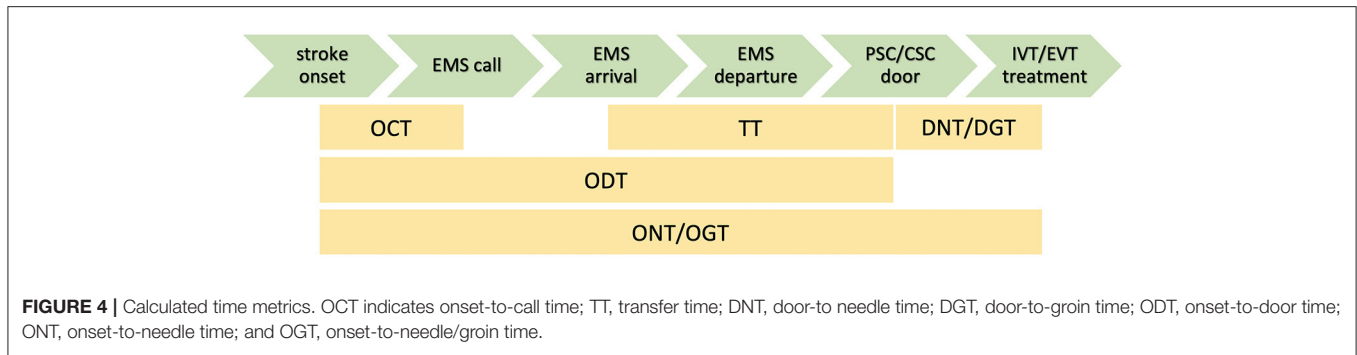 stroke
onset
EMS call
EMS
arrival
EMS
departure
PSC/CSC
door
IVT/EVT
treatment
OCT
TT
DNT/DGT
ODT
ONT/OGT
FIGURE 4 | Calculated time metrics. OCT indicates onset-to-call time; TT, transfer time; DNT, door-to needle time; DGT, door-to-groin time; ODT, onset-to-door time;
ONT, onset-to-needle time; and OGT, onset-to-needle/groin time.